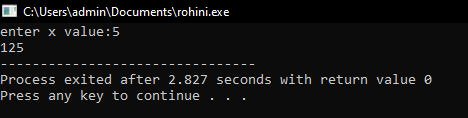 C:\Users\admin\Documents\rohini.exe
enter x value:5
125
--------------------------------
Process exited after 2.827 seconds with return value 0
Press any key to continue . . .